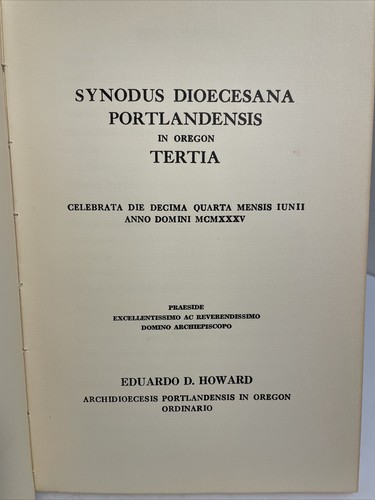 SYNODUS DIOECESANA
PORTLANDENSIS
IN OREGON
TERTIA
CELEBRATA DIE DECIMA QUARTA MENSIS IUNII
ANNO DOMINI MCMXXXV
PRAESIDE
EXCELLENTISSIMO AC REVERENDISSIMO
DOMINO ARCHIEPISCOPO
EDUARDO D. HOWARD
ARCHIDIOECESIS PORTLANDENSIS IN OREGON
ORDINARIO